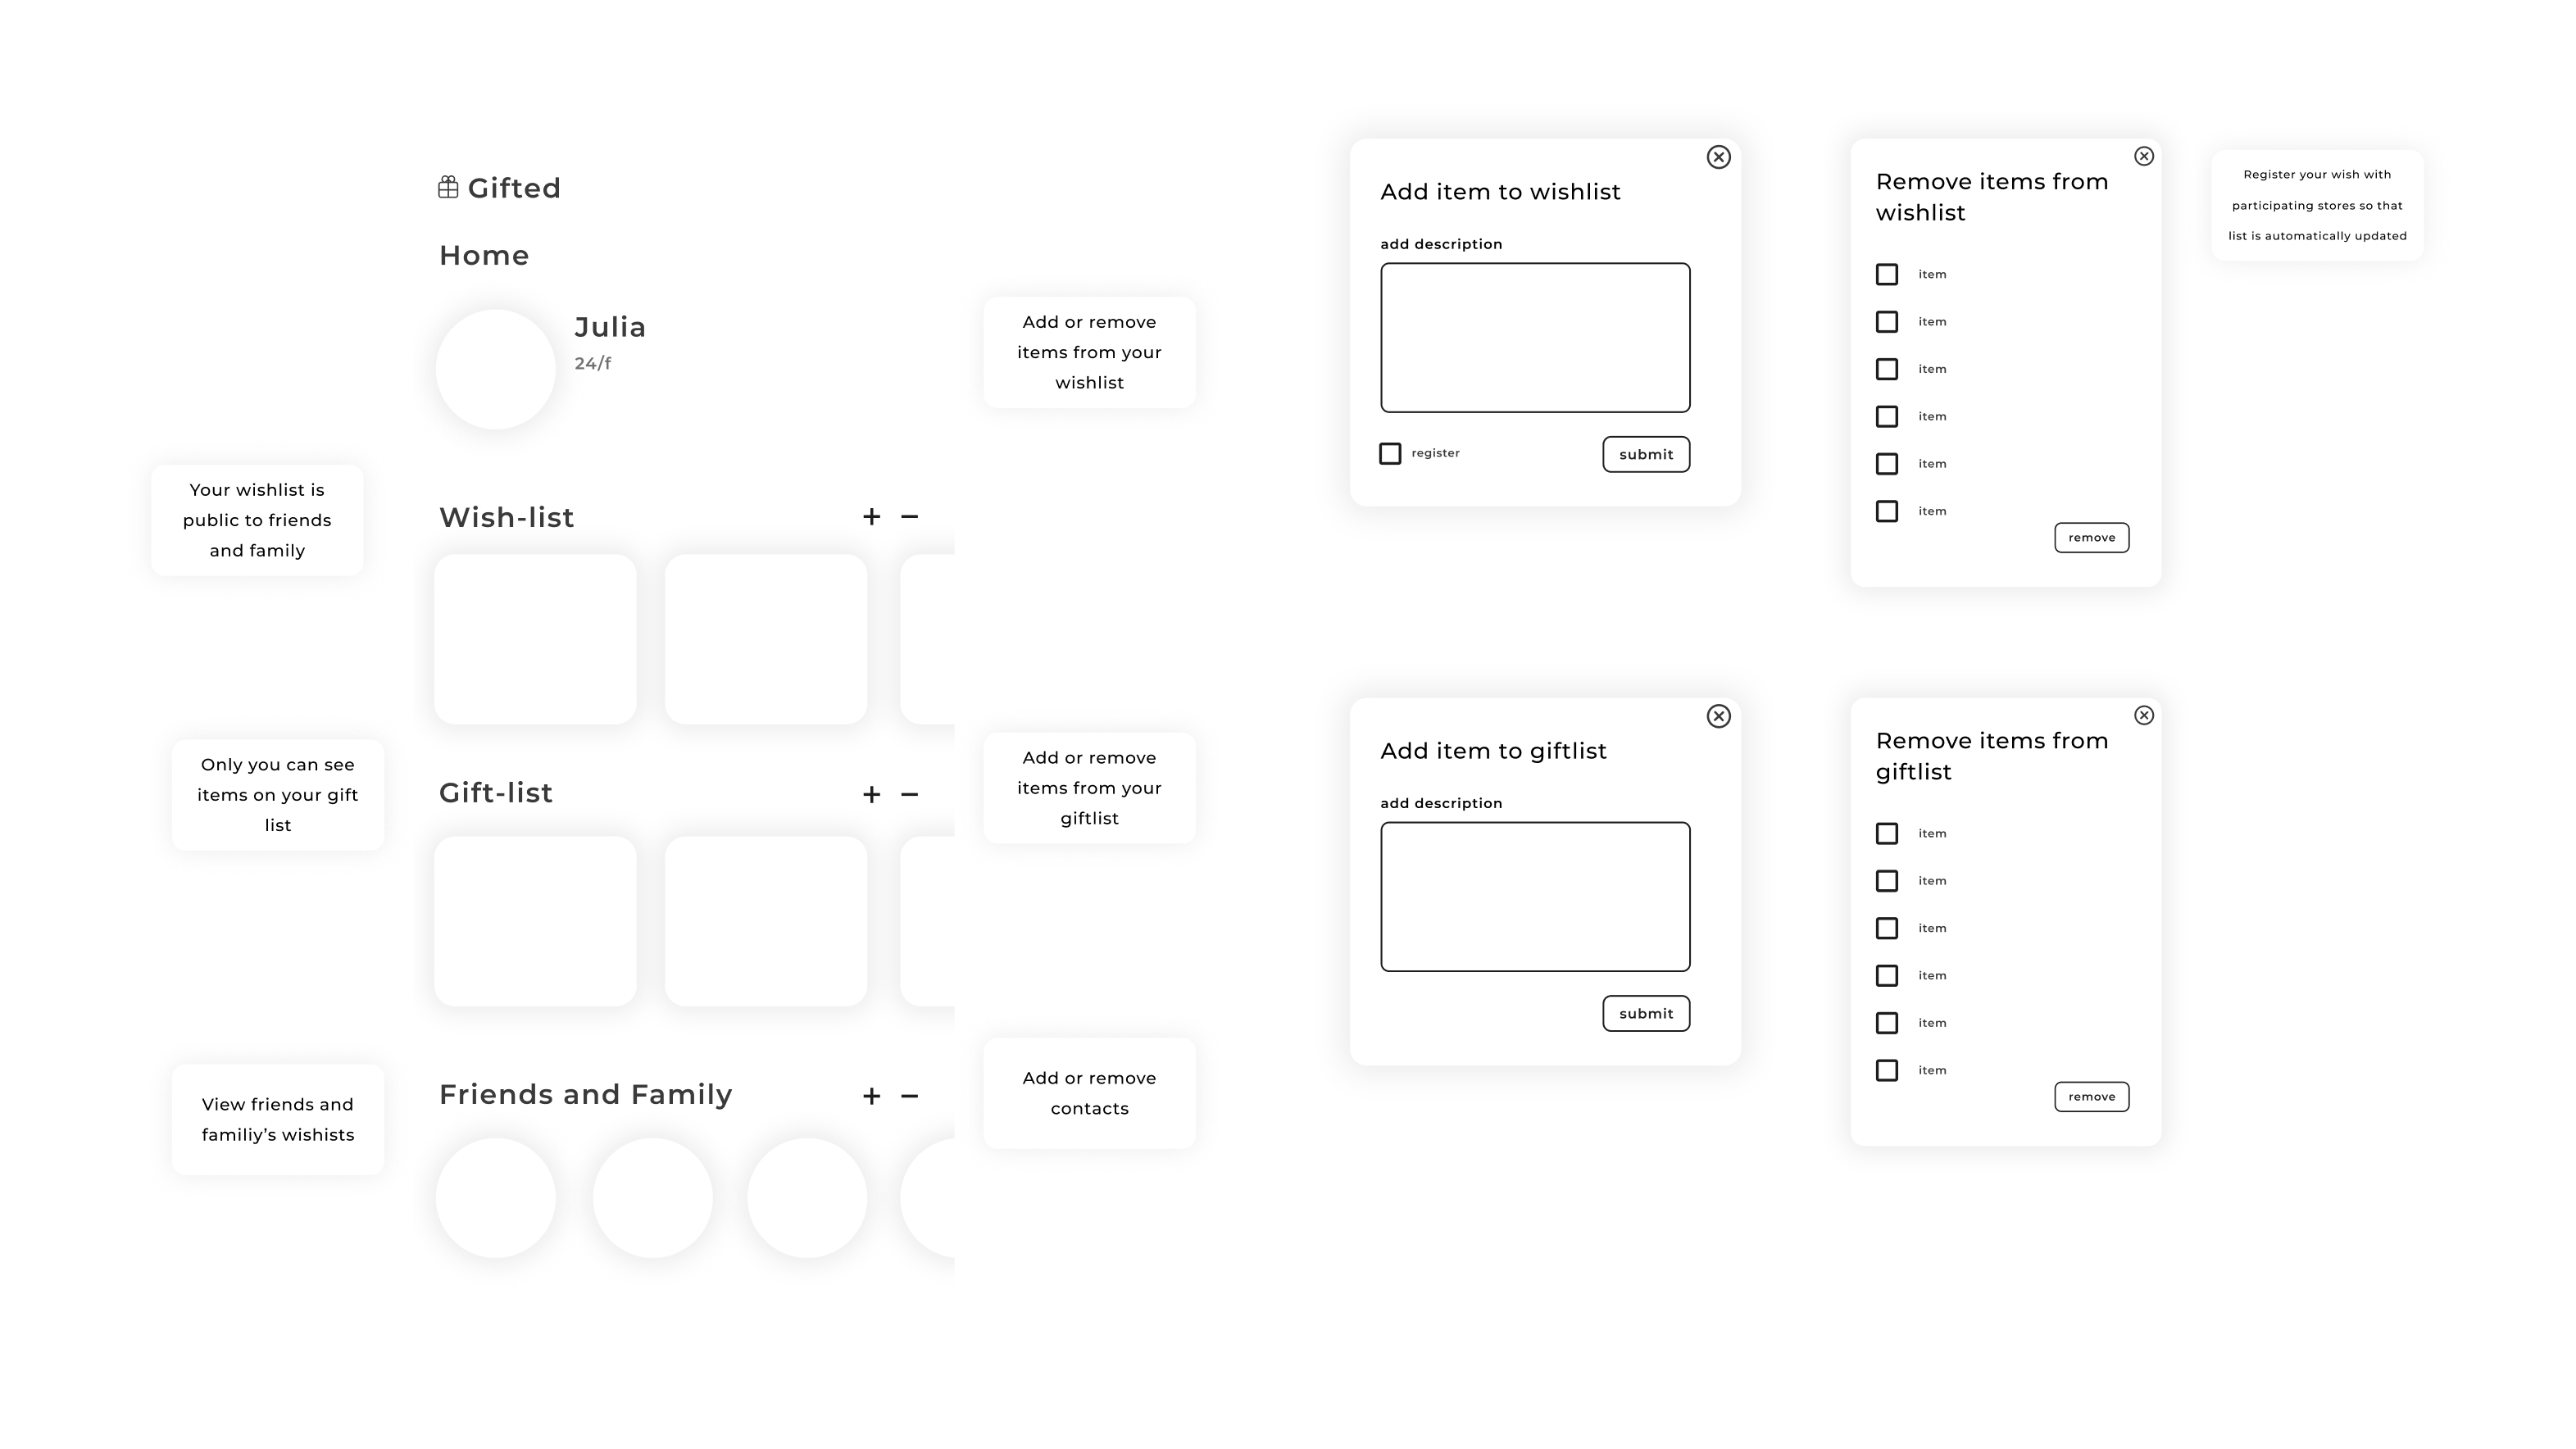 Gifted
Home
Julia
24/f
Your wishlist is
public to friends
and family
Wish-list
+ −
Add or remove
items from your
wishlist
Only you can see
items on your gift
list
Gift-list
+ −
Add or remove
items from your
giftlist
View friends and
familiy’s wishists
Friends and Family
+ −
Add or remove
contacts
Add item to wishlist
add description
register
submit
Remove items from
wishlist
item
item
item
item
item
item
remove
Register your wish with
participating stores so that
list is automatically updated
Add item to giftlist
add description
submit
Remove items from
giftlist
item
item
item
item
item
item
remove